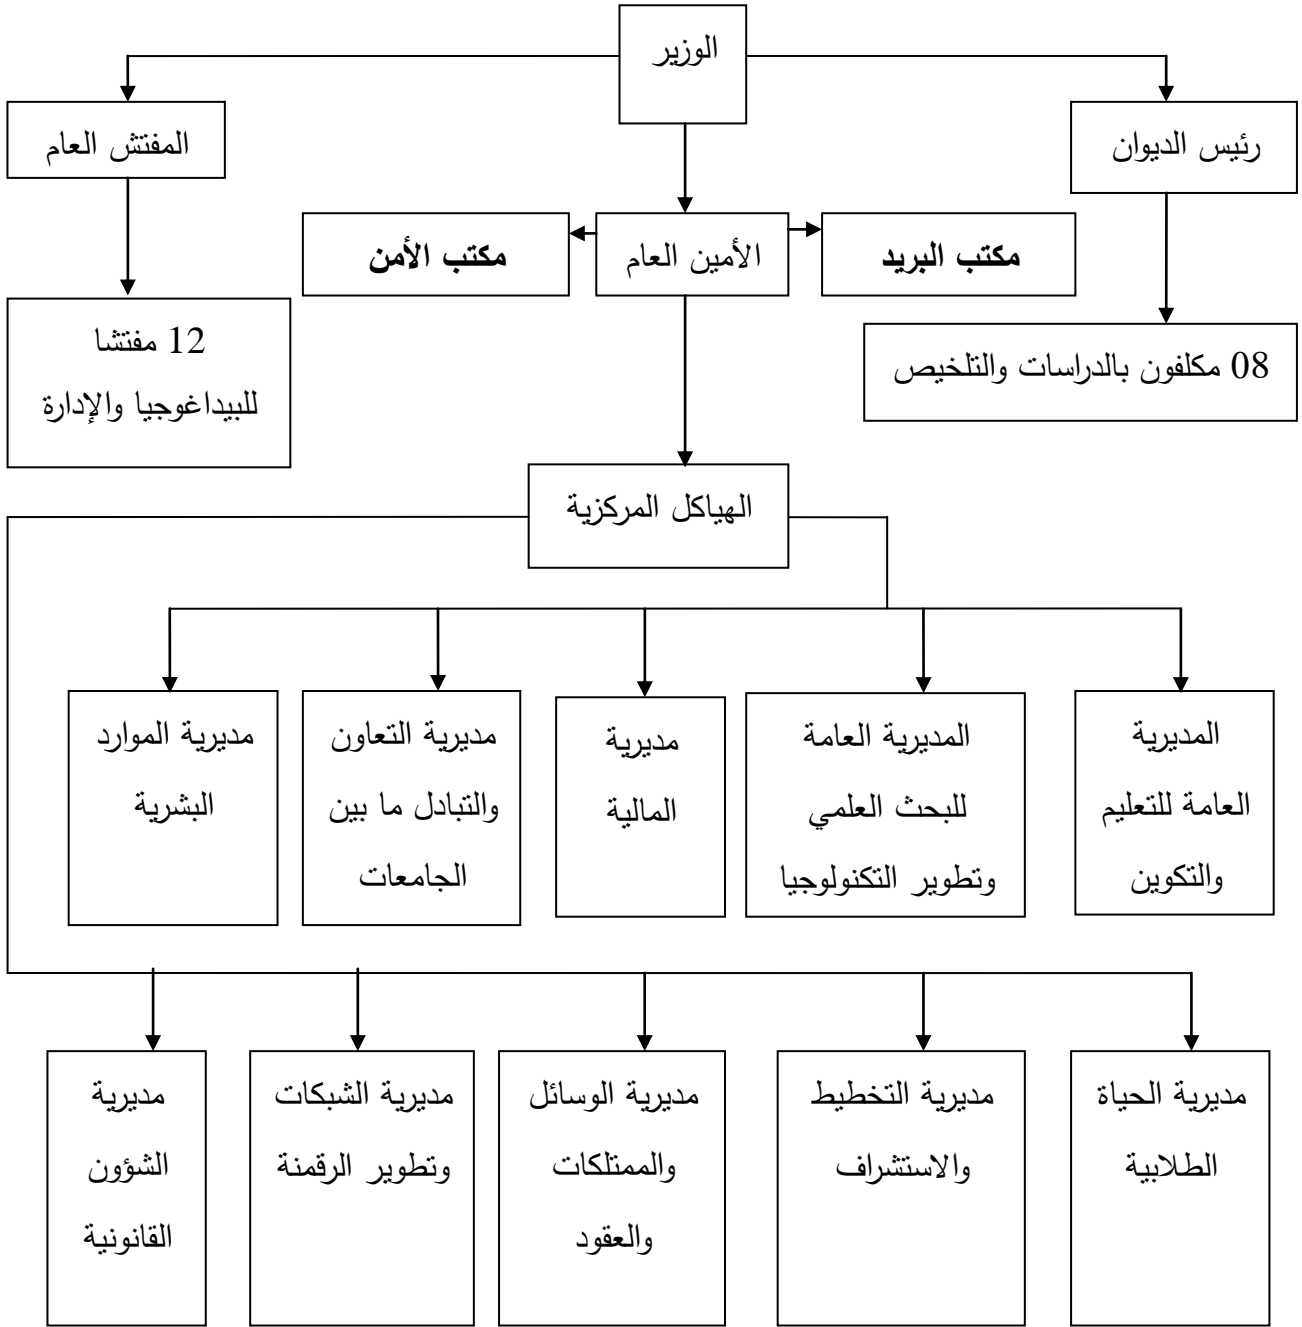 الوزير
رئيس الديوان
المفتش العام
مكتب البريد
الأمين العام
مكتب الأمن
08 مكلفون بالدراسات والتلخيص
12 مفتشا
للبيداغوجيا والإدارة
الهياكل المركزية
المديرية
العامة للتعليم
والتكوين
المديرية العامة
للبحث العلمي
وتطوير التكنولوجيا
مديرية
المالية
مديرية التعاون
والتبادل ما بين
الجامعات
مديرية الموارد
البشرية
مديرية الحياة
الطلابية
مديرية التخطيط
والاستشراف
مديرية الوسائل
والممتلكات
والعقود
مديرية الشبكات
وتطوير الرقمنة
مديرية
الشؤون
القانونية